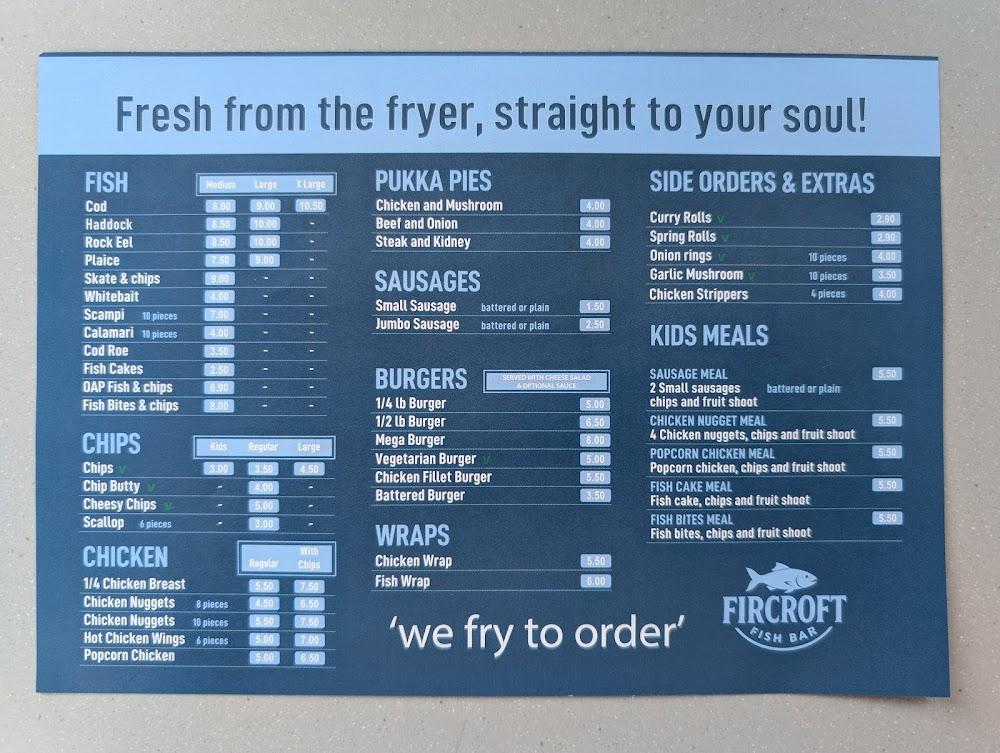 Fresh from the fryer, straight to your soul!
FISH Medium Large X Large
Cod 8.00 9.00 10.50
Haddock 8.50 10.00 -
Rock Eel 8.50 10.00 -
Plaice 7.50 9.00 -
Skate & chips 9.00 - -
Whitebait 4.00 - -
Scampi 10 pieces 7.00 - -
Calamari 10 pieces 4.00 - -
Cod Roe 3.50 - -
Fish Cakes 2.50 - -
OAP Fish & chips 6.90 - -
Fish Bites & chips 8.00 - -
CHIPS Kids Regular Large
Chips V 3.00 3.50 4.50
Chip Butty V - 4.00 -
Cheesy Chips V - 5.00 -
Scallop 6 pieces - 3.00 -
CHICKEN Regular With Chips
1/4 Chicken Breast 5.50 7.50
Chicken Nuggets 8 pieces 4.50 6.50
Chicken Nuggets 10 pieces 5.50 7.50
Hot Chicken Wings 6 pieces 5.00 7.00
Popcorn Chicken 5.00 6.50
PUKKA PIES
Chicken and Mushroom 4.00
Beef and Onion 4.00
Steak and Kidney 4.00
SAUSAGES
Small Sausage battered or plain 1.50
Jumbo Sausage battered or plain 2.50
BURGERS SERVED WITH CHEESE SALAD
& OPTIONAL SAUCE
1/4 lb Burger 5.00
1/2 lb Burger 6.50
Mega Burger 8.00
Vegetarian Burger V 5.00
Chicken Fillet Burger 5.50
Battered Burger 3.50
WRAPS
Chicken Wrap 5.50
Fish Wrap 6.00
'we fry to order'
SIDE ORDERS & EXTRAS
Curry Rolls V 2.90
Spring Rolls V 2.90
Onion rings V 10 pieces 4.00
Garlic Mushroom V 10 pieces 3.50
Chicken Strippers 4 pieces 4.00
KIDS MEALS
SAUSAGE MEAL 5.50
2 Small sausages battered or plain
chips and fruit shoot
CHICKEN NUGGET MEAL 5.50
4 Chicken nuggets, chips and fruit shoot
POPCORN CHICKEN MEAL 5.50
Popcorn chicken, chips and fruit shoot
FISH CAKE MEAL 5.50
Fish cake, chips and fruit shoot
FISH BITES MEAL 5.50
Fish bites, chips and fruit shoot
FIRCROFT
FISH BAR